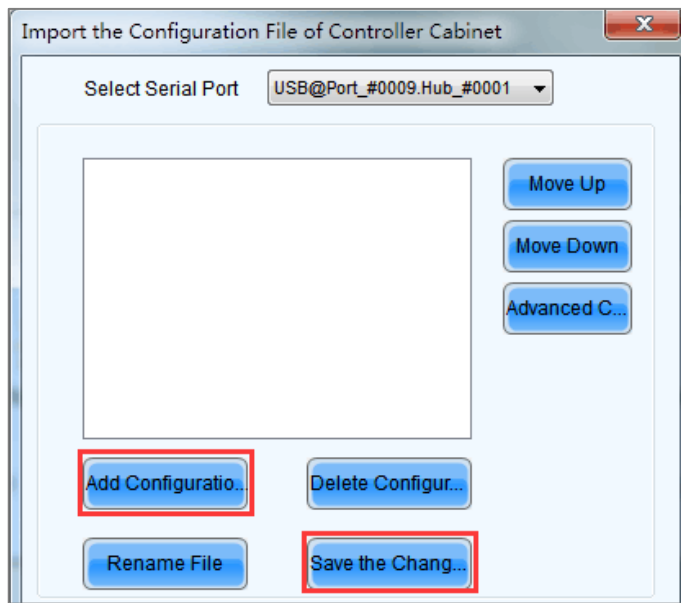 Import the Configuration File of Controller Cabinet
Select Serial Port
USB@Port_#0009.Hub_#0001
Move Up
Move Down
Advanced C...
Add Configuratio...
Delete Configur...
Rename File
Save the Chang...